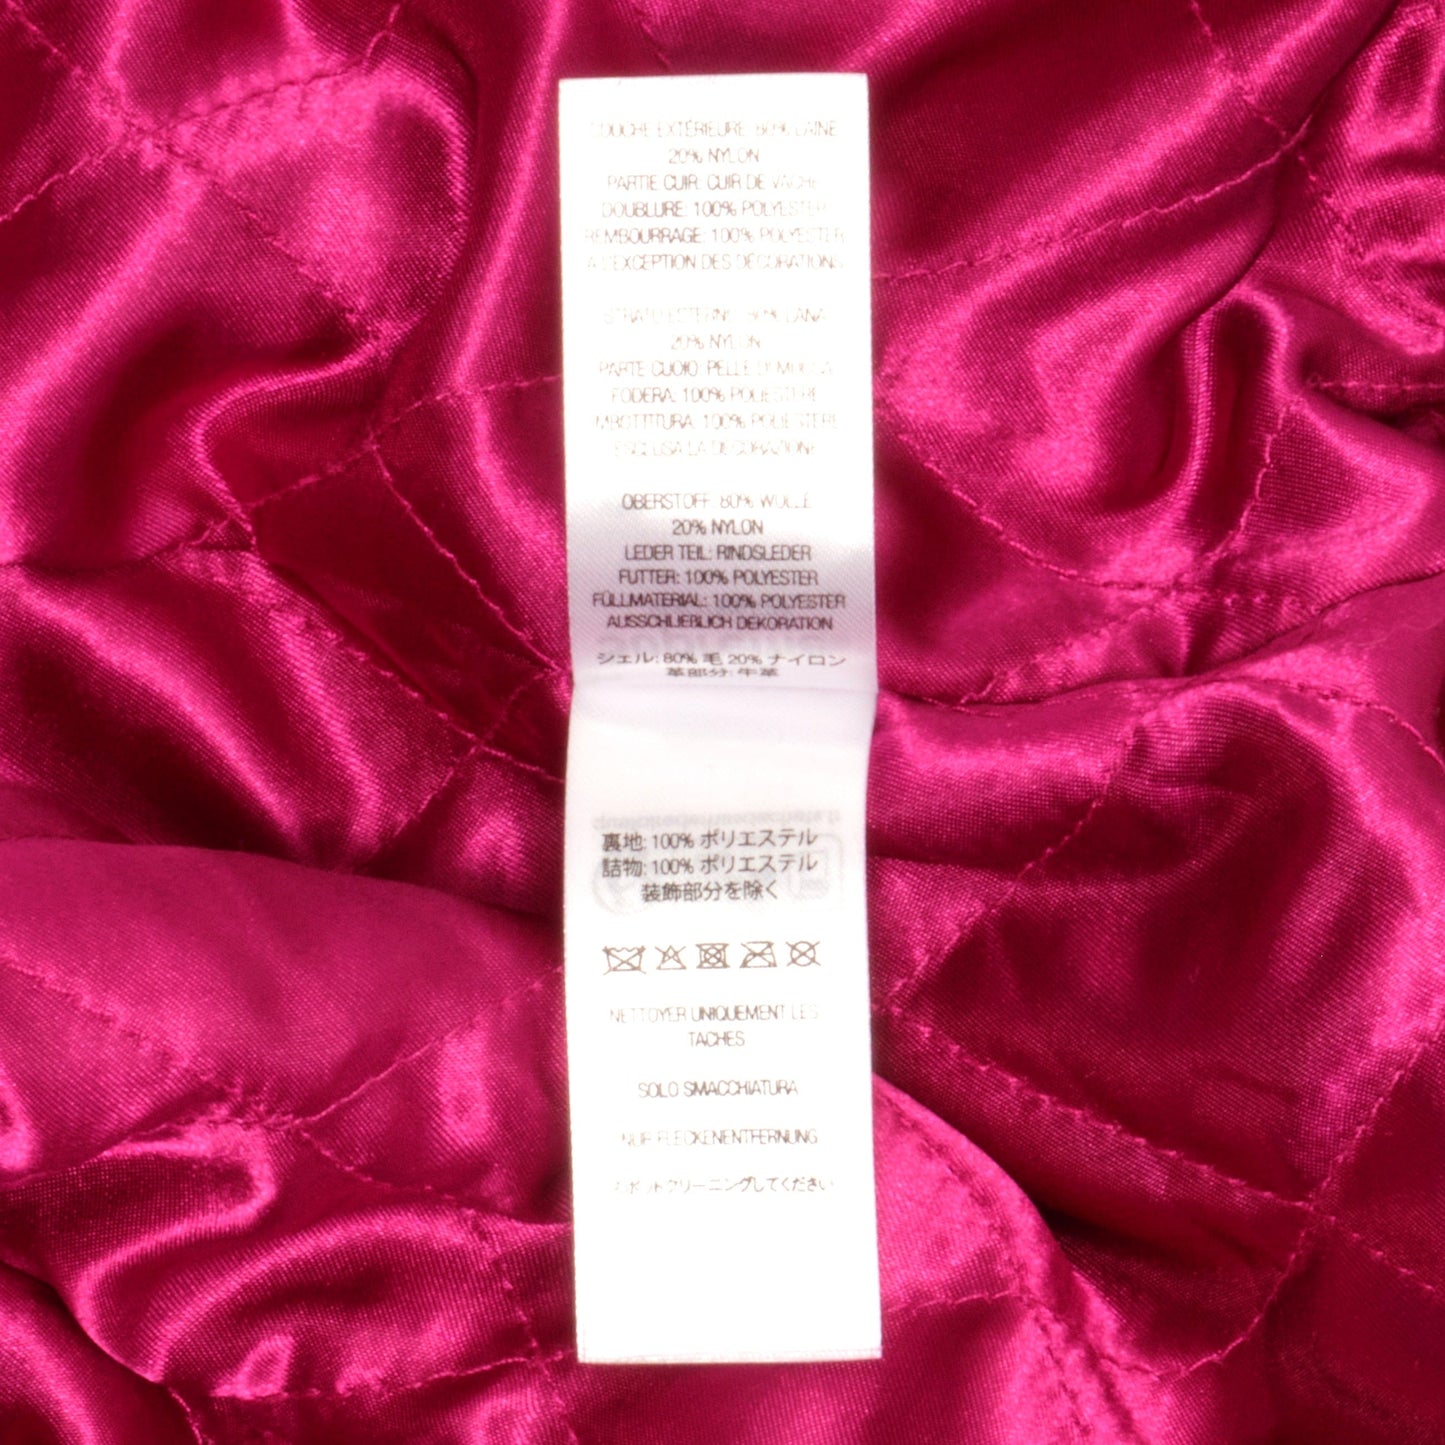 COUCHE EXTÉRIEURE: 80% LAINE
20% NYLON
PARTIE CUIR: CUIR DE VACHE
DOUBLURE: 100% POLYESTER
REMBOURRAGE: 100% POLYESTER
A L'EXCEPTION DES DÉCORATIONS
STRATO ESTERNO: 80% LANA
20% NYLON
PARTE CUOIO: PELLE DI MUCCA
FODERA: 100% POLIESTERE
IMBOTTITURA: 100% POLIESTERE
ESCLUSA LA DECORAZIONE
OBERSTOFF: 80% WOLLE
20% NYLON
LEDER TEIL: RINDSLEDER
FUTTER: 100% POLYESTER
FÜLLMATERIAL: 100% POLYESTER
AUSSCHLIEBLICH DEKORATION
シェル: 80% 毛 20% ナイロン
革部分: 牛革
裏地: 100% ポリエステル
詰物: 100% ポリエステル
装飾部分を除く
NETTOYER UNIQUEMENT LES
TACHES
SOLO SMACCHIATURA
NUR FLECKENENTFERNUNG
スポットクリーニングしてください